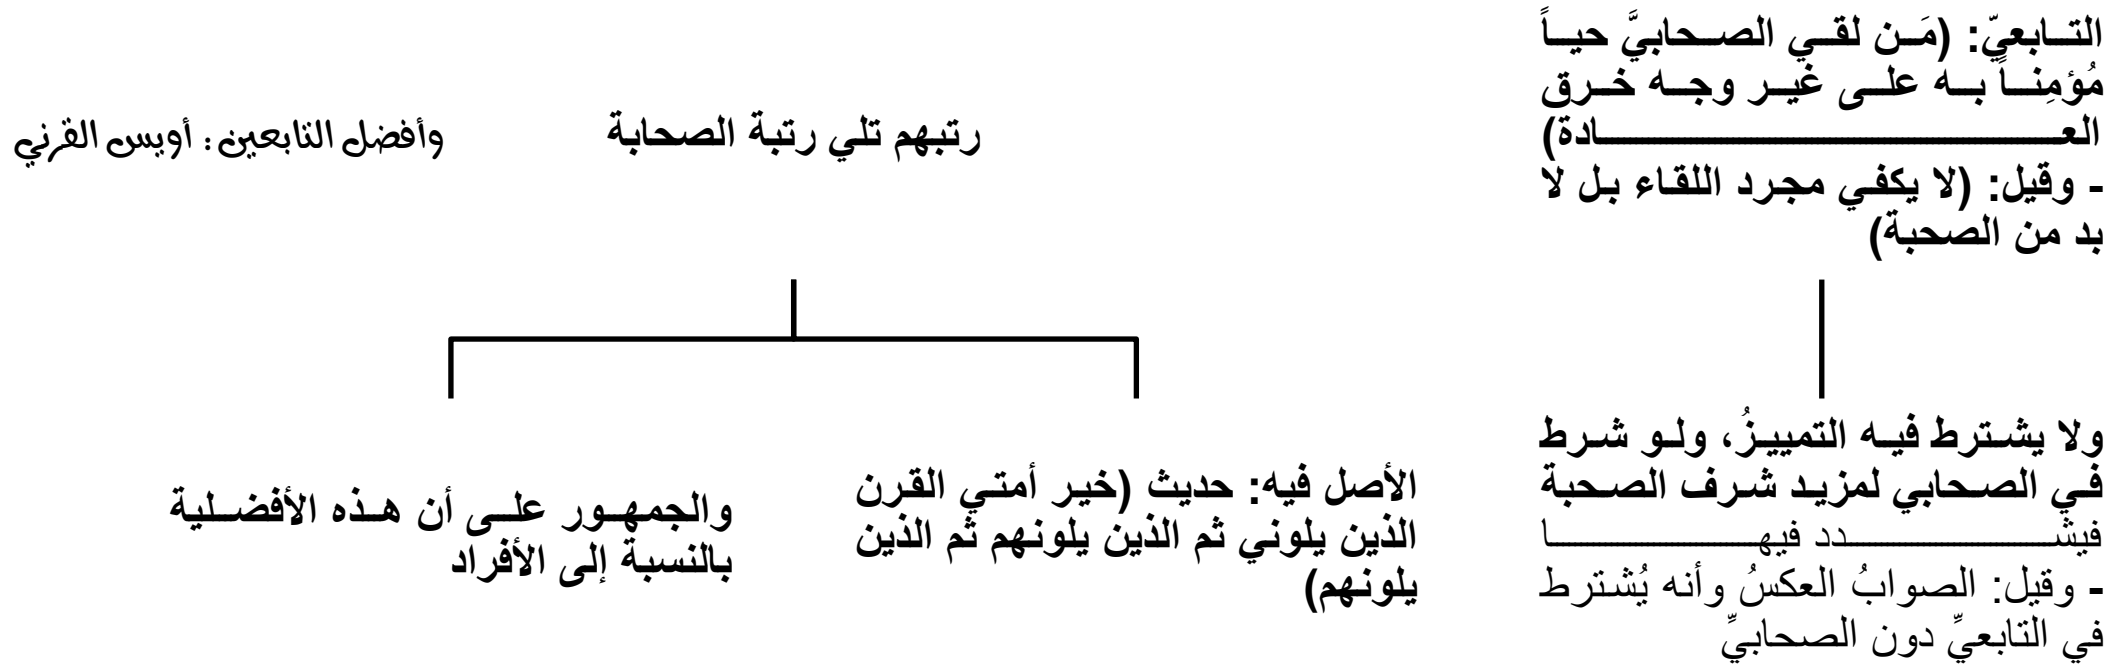 التابعيّ: (مَن لقي الصحابيَّ حياً
مُؤمِناً به على غير وجه خرق
العادة)
- وقيل: (لا يكفي مجرد اللقاء بل لا
بد من الصحبة)
ولا يشترط فيه التمييزُ، ولو شرط
في الصحابي لمزيد شرف الصحبة
فيشدد فيها
- وقيل: الصوابُ العكسُ وأنه يُشترط
في التابعيِّ دون الصحابيِّ
رتبهم تلي رتبة الصحابة
الأصل فيه: حديث (خير أمتي القرن
الذين يلوني ثم الذين يلونهم ثم الذين
يلونهم)
والجمهور على أن هذه الأفضلية
بالنسبة إلى الأفراد
وأفضل التابعين : أويس القرني